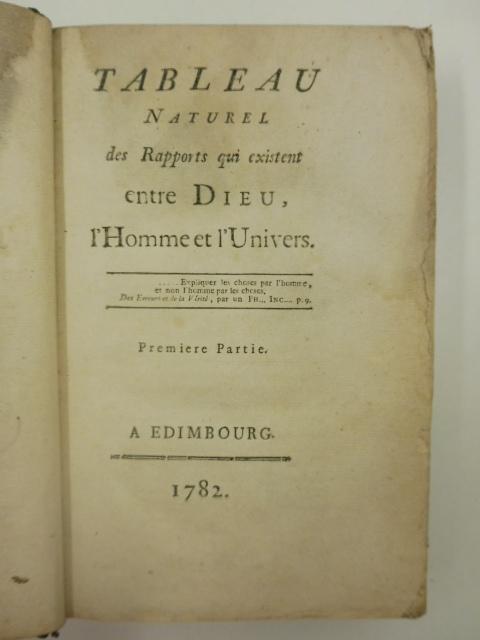 TABLEAU
NATUREL
des Rapports qui existent
entre DIEU,
l'Homme et l'Univers.
..... Expliquer les choses par l'homme,
et non l'homme par les choses.
Des Erreurs et de la Vérité, par un PH... INC.... p. 9.
Premiere Partie.
A EDIMBOURG.
1782.